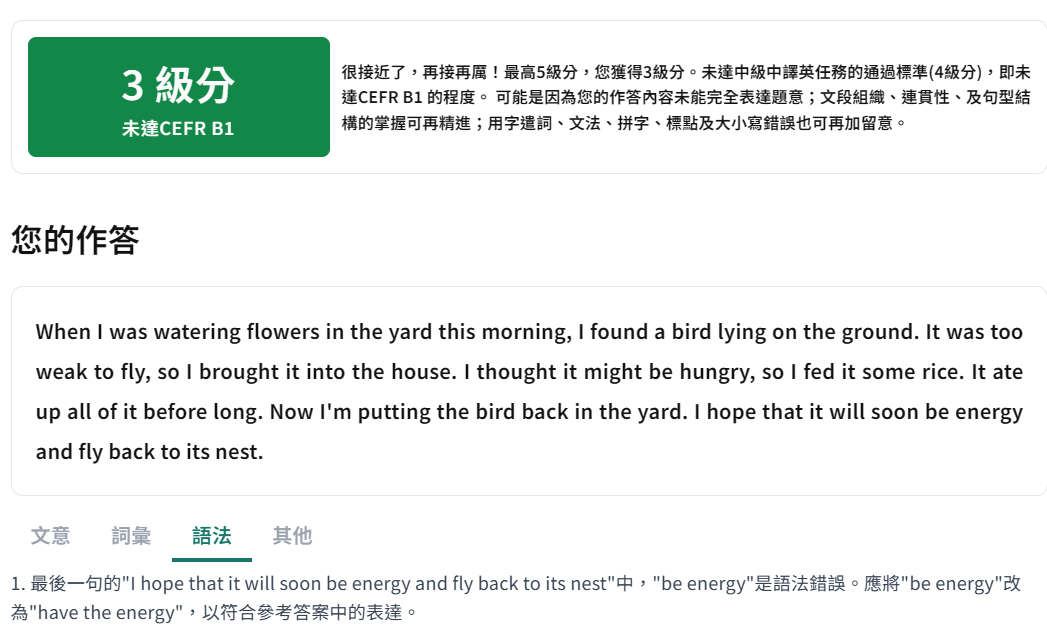 3 級分
未達CEFR B1
很接近了，再接再厲！最高5級分，您獲得3級分。未達中級中譯英任務的通過標準(4級分)，即未
達CEFR B1 的程度。 可能是因為您的作答內容未能完全表達題意；文段組織、連貫性、及句型結
構的掌握可再精進；用字遣詞、文法、拼字、標點及大小寫錯誤也可再加留意。
您的作答
When I was watering flowers in the yard this morning, I found a bird lying on the ground. It was too
weak to fly, so I brought it into the house. I thought it might be hungry, so I fed it some rice. It ate
up all of it before long. Now I'm putting the bird back in the yard. I hope that it will soon be energy
and fly back to its nest.
文意 詞彙 語法 其他
1. 最後一句的"I hope that it will soon be energy and fly back to its nest"中，"be energy"是語法錯誤。應將"be energy"改
為"have the energy"，以符合參考答案中的表達。